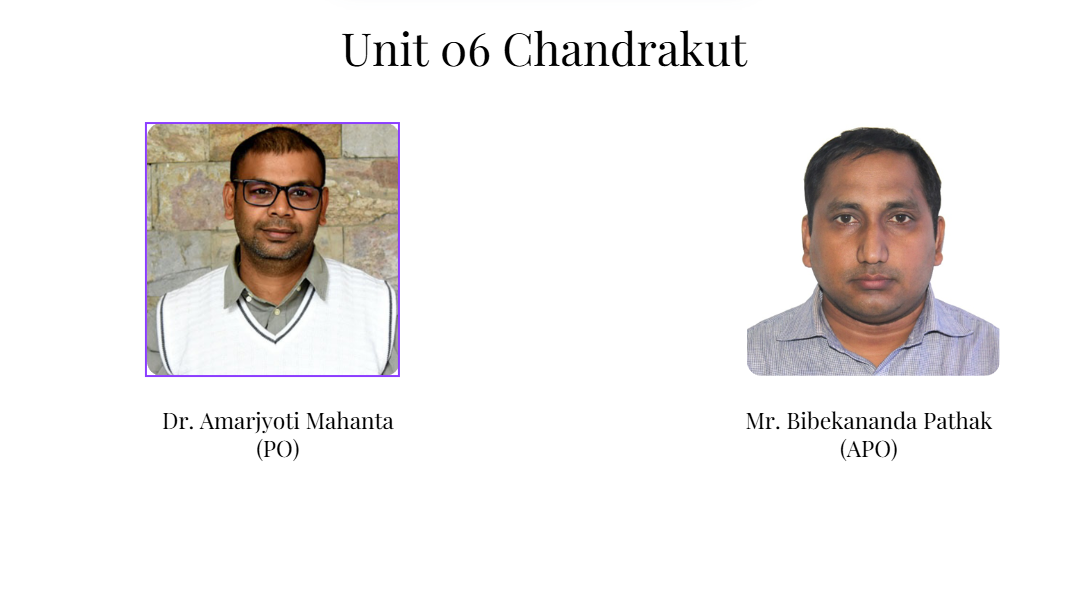 Unit 06 Chandrakut
Dr. Amarjyoti Mahanta
(PO)
Mr. Bibekananda Pathak
(APO)